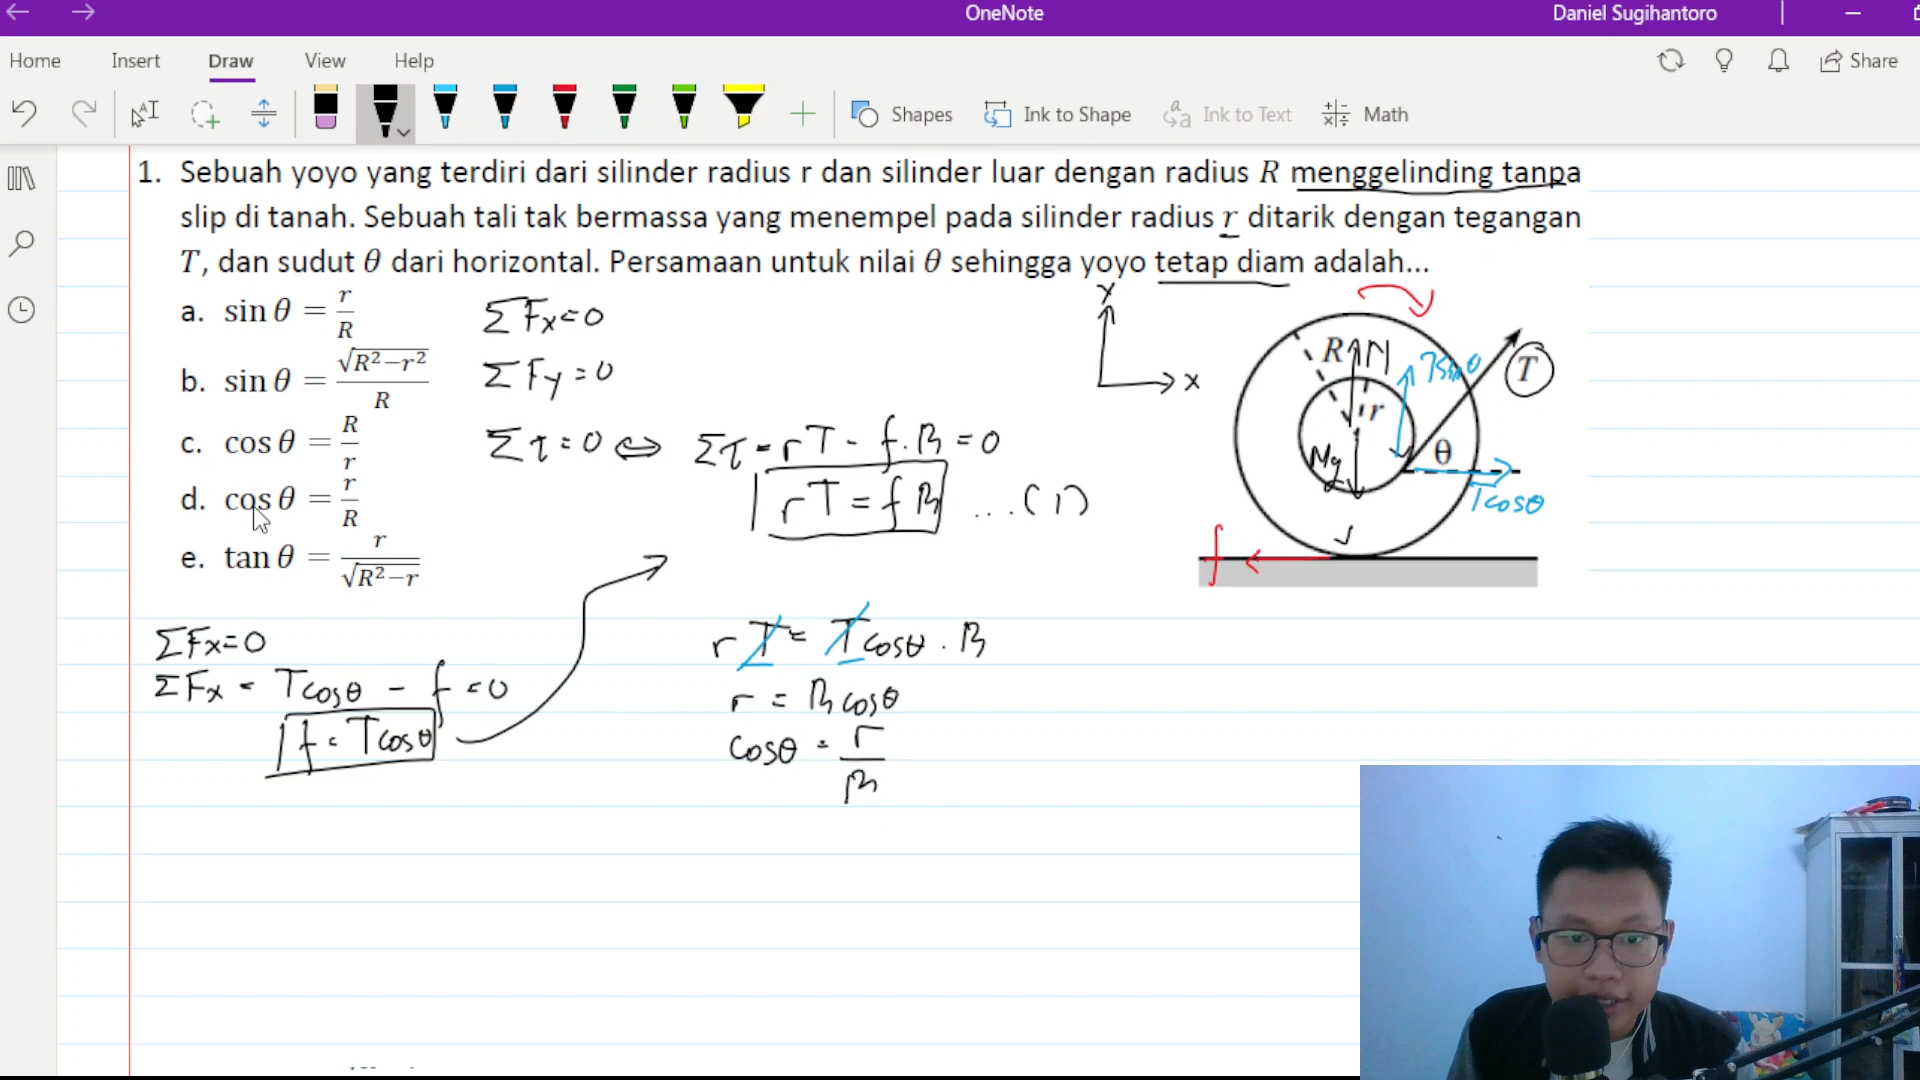 OneNote
Daniel Sugihantoro
Home Insert Draw View Help
Share
Shapes
Ink to Shape
Ink to Text
Math
1. Sebuah yoyo yang terdiri dari silinder radius r dan silinder luar dengan radius R menggelinding tanpa
slip di tanah. Sebuah tali tak bermassa yang menempel pada silinder radius r ditarik dengan tegangan
T, dan sudut θ dari horizontal. Persamaan untuk nilai θ sehingga yoyo tetap diam adalah...
a. sin θ = r/R
b. sin θ = √R²−r²/R
c. cos θ = R/r
d. cos θ = r/R
e. tan θ = r/√R²−r
ΣFx=0
ΣFy=0
Στ=0 ⇔ Στ=rT - f.R=0
rT = fR ...(1)
ΣFx=0
ΣFx = Tcosθ - f =0
f = Tcosθ
rT = Tcosθ . R
r = Rcosθ
cosθ = r/R
Y
x
R
N
r
Mg
Tsinθ
T
θ
Tcosθ
f